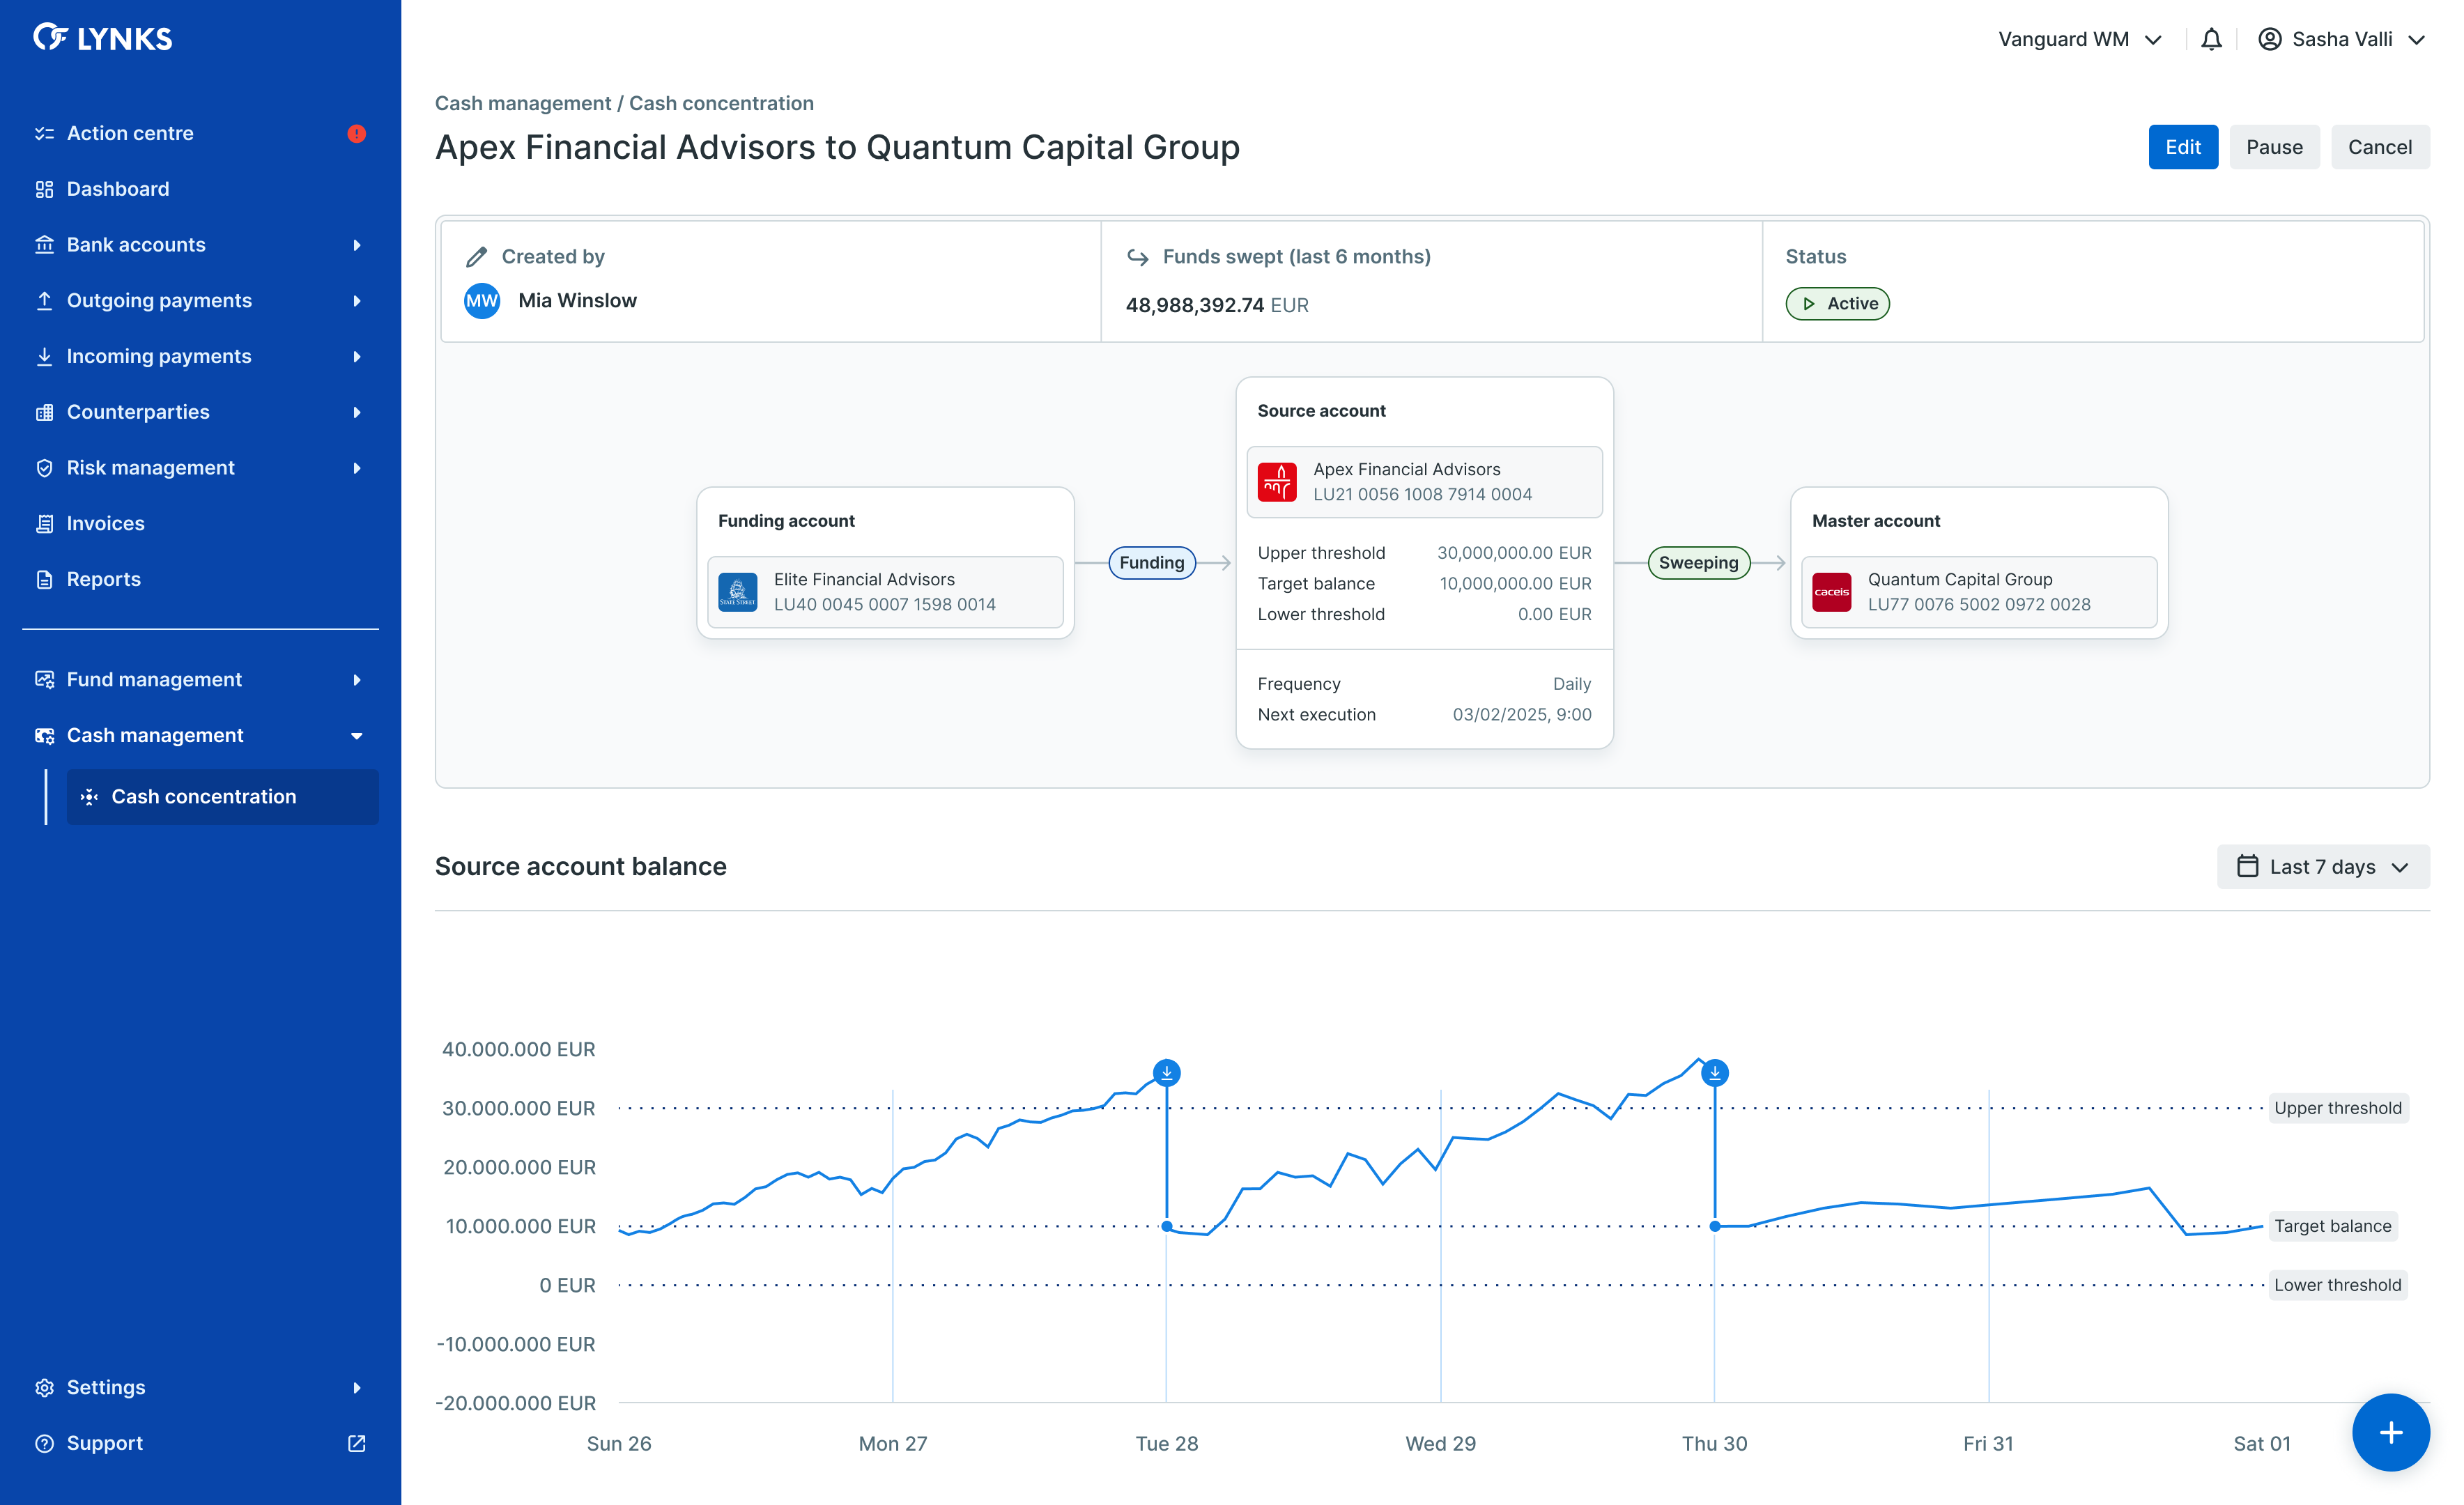 LYNKS
Vanguard WM
Sasha Valli
Action centre
Dashboard
Bank accounts
Outgoing payments
Incoming payments
Counterparties
Risk management
Invoices
Reports
Fund management
Cash management
Cash concentration
Settings
Support
Cash management / Cash concentration
Apex Financial Advisors to Quantum Capital Group
Edit
Pause
Cancel
Created by
MW Mia Winslow
Funds swept (last 6 months)
48,988,392.74 EUR
Status
Active
Funding account
STATE STREET
Elite Financial Advisors
LU40 0045 0007 1598 0014
Funding
Source account
Apex Financial Advisors
LU21 0056 1008 7914 0004
Upper threshold 30,000,000.00 EUR
Target balance 10,000,000.00 EUR
Lower threshold 0.00 EUR
Frequency Daily
Next execution 03/02/2025, 9:00
Sweeping
Master account
caceis
Quantum Capital Group
LU77 0076 5002 0972 0028
Source account balance
Last 7 days
40.000.000 EUR
30.000.000 EUR
Upper threshold
20.000.000 EUR
10.000.000 EUR
Target balance
0 EUR
Lower threshold
-10.000.000 EUR
-20.000.000 EUR
Sun 26
Mon 27
Tue 28
Wed 29
Thu 30
Fri 31
Sat 01